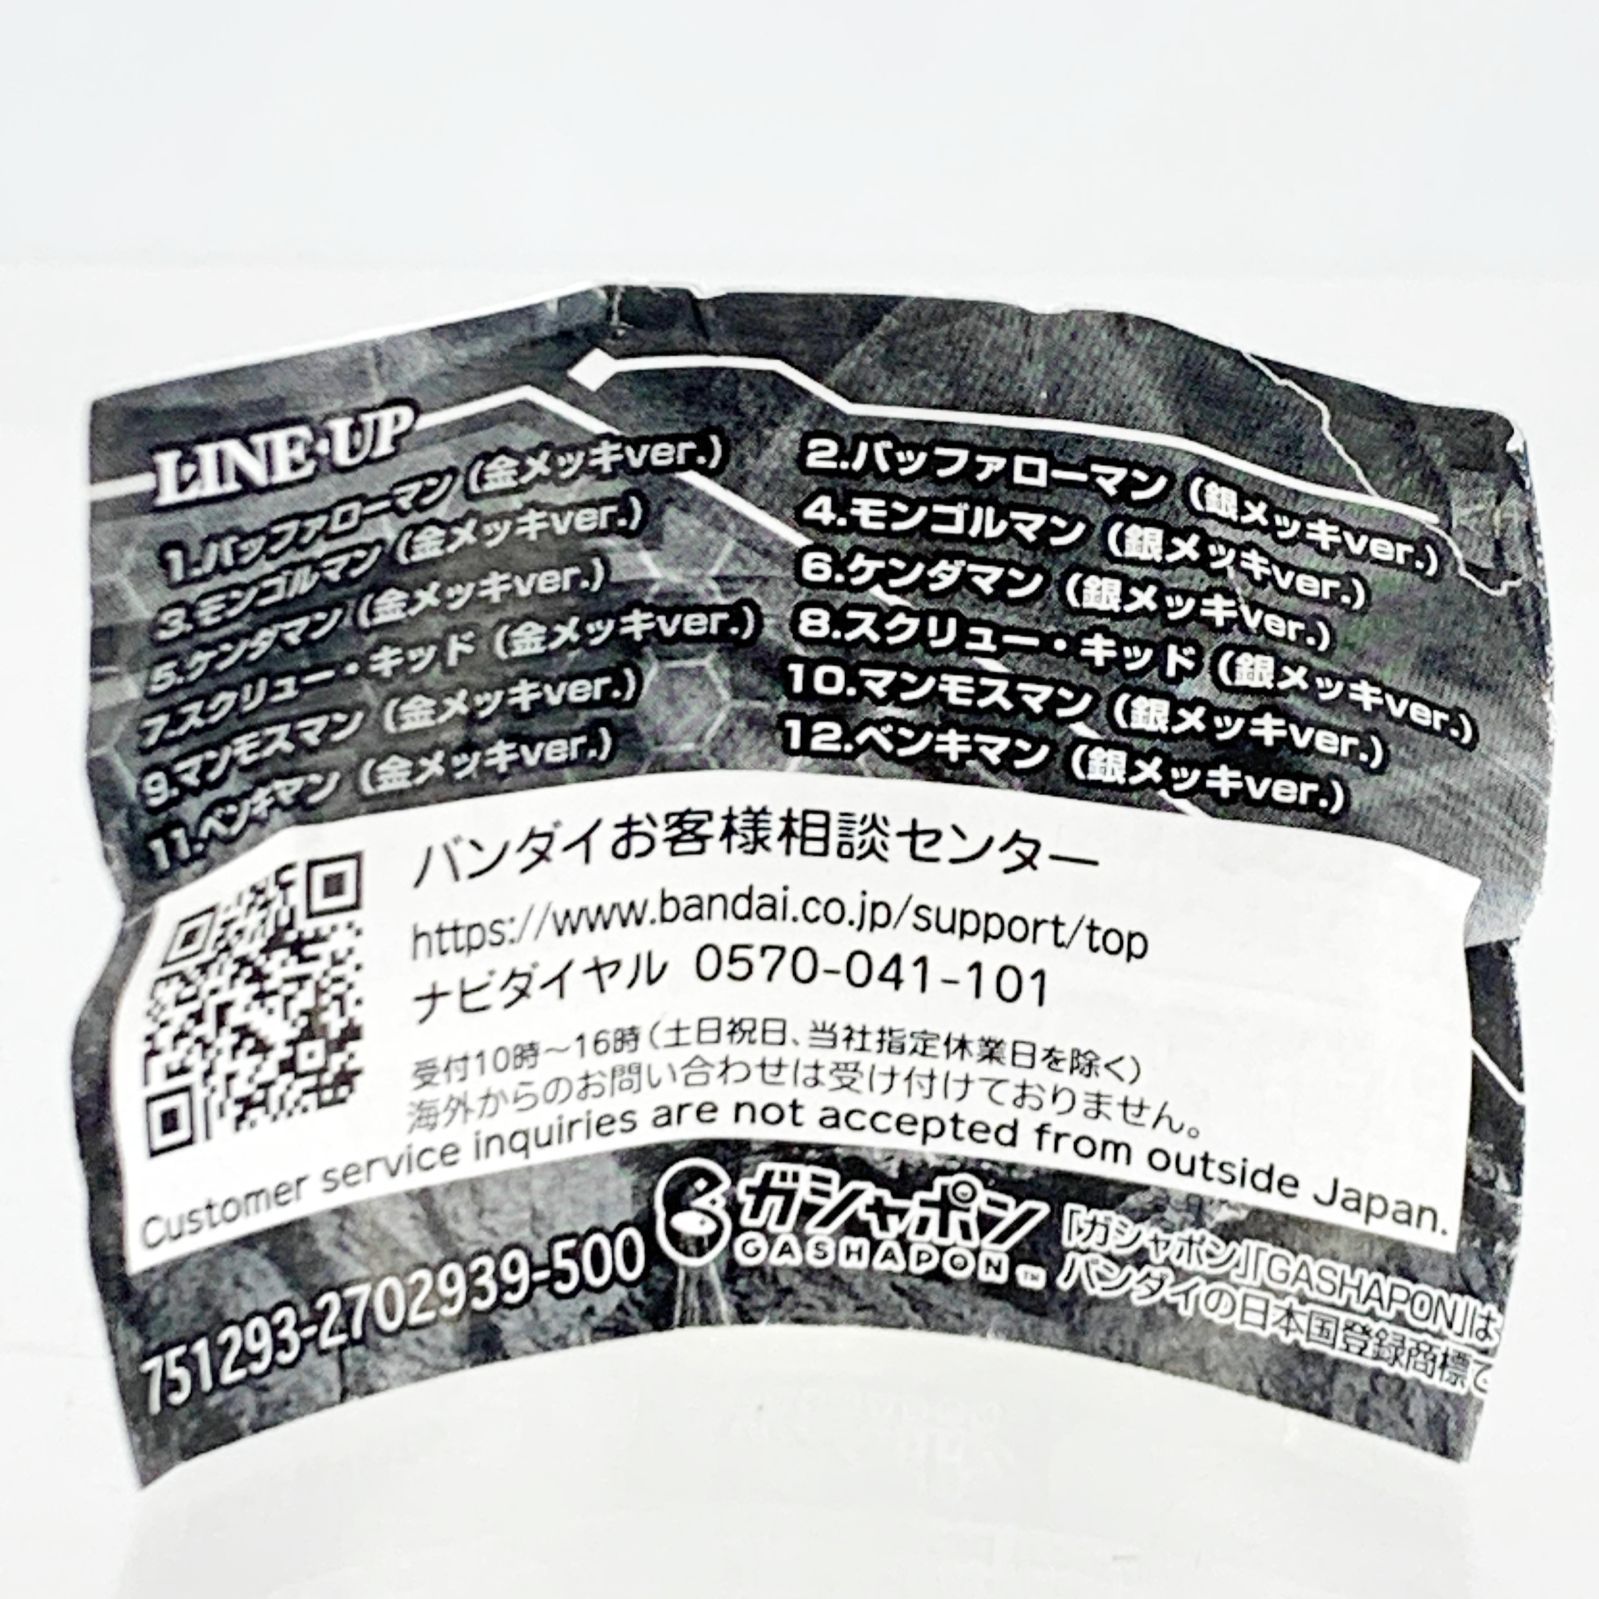 LINE-UP
1.バッファローマン（金メッキver.）
2.バッファローマン（銀メッキver.）
3.モンゴルマン（金メッキver.）
4.モンゴルマン（銀メッキver.）
5.ケンダマン（金メッキver.）
6.ケンダマン（銀メッキver.）
7.スクリュー・キッド（金メッキver.）
8.スクリュー・キッド（銀メッキver.）
9.マンモスマン（金メッキver.）
10.マンモスマン（銀メッキver.）
11.ベンキマン（金メッキver.）
12.ベンキマン（銀メッキver.）
バンダイお客様相談センター
https://www.bandai.co.jp/support/top
ナビダイヤル 0570-041-101
受付10時～16時（土日祝日、当社指定休業日を除く）
海外からのお問い合わせは受け付けておりません。
Customer service inquiries are not accepted from outside Japan.
751293-2702939-500
ガシャポン
GASHAPON™
「ガシャポン」「GASHAPON」は
バンダイの日本国登録商標で